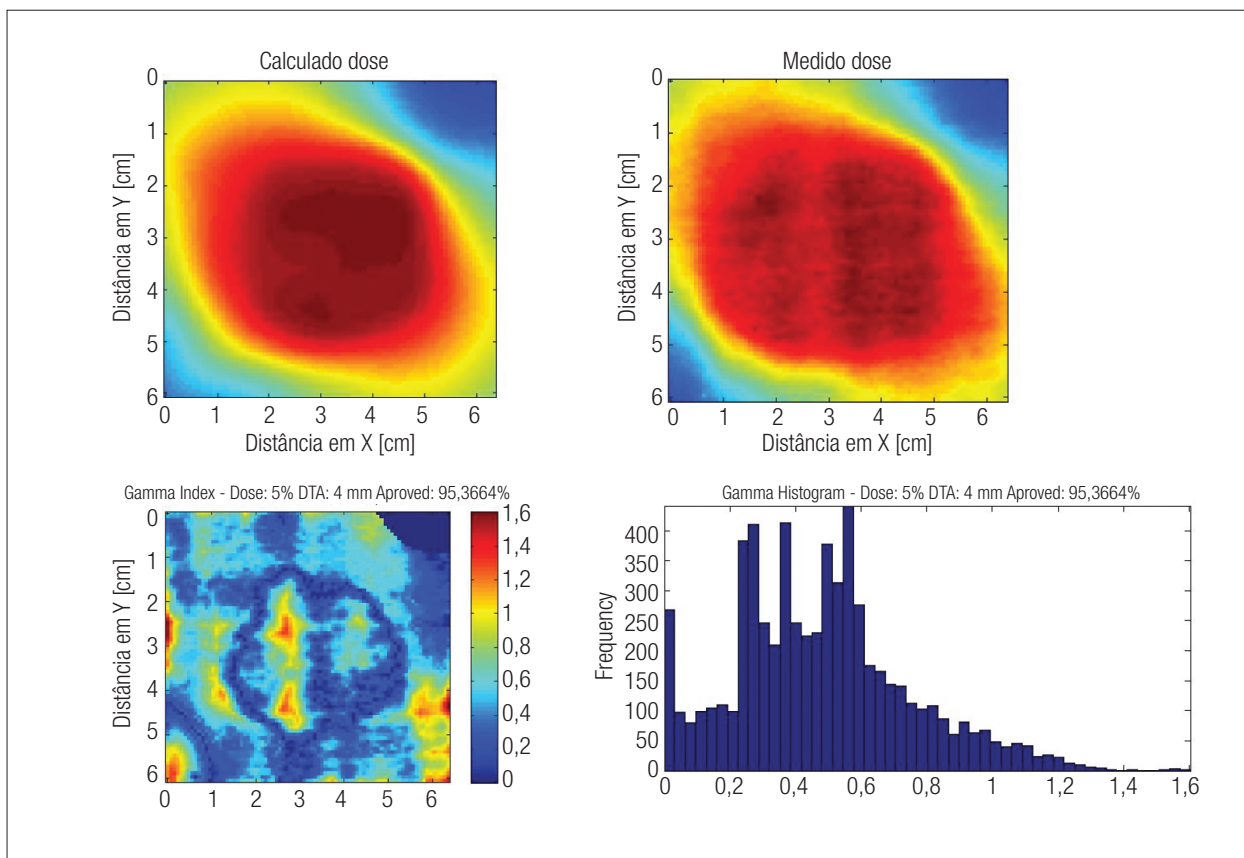 Calculado dose
0
1
2
3
4
5
6
Distância em Y [cm]
0 1 2 3 4 5 6
Distância em X [cm]
Medido dose
0
1
2
3
4
5
6
Distância em Y [cm]
0 1 2 3 4 5 6
Distância em X [cm]
Gamma Index - Dose: 5% DTA: 4 mm Aproved: 95,3664%
0
1
2
3
4
5
6
Distância em Y [cm]
0 1 2 3 4 5 6
1,6
1,4
1,2
1
0,8
0,6
0,4
0,2
0
Gamma Histogram - Dose: 5% DTA: 4 mm Aproved: 95,3664%
400
350
300
250
200
150
100
50
0
Frequency
0 0,2 0,4 0,6 0,8 1 1,2 1,4 1,6